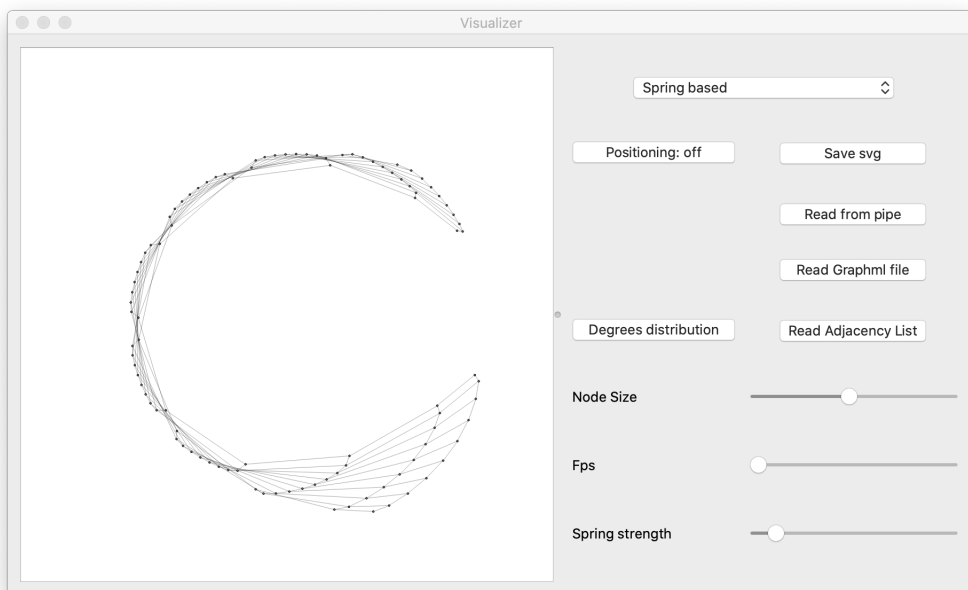 Visualizer
Spring based
Positioning: off
Save svg
Read from pipe
Read Graphml file
Degrees distribution
Read Adjacency List
Node Size
Fps
Spring strength